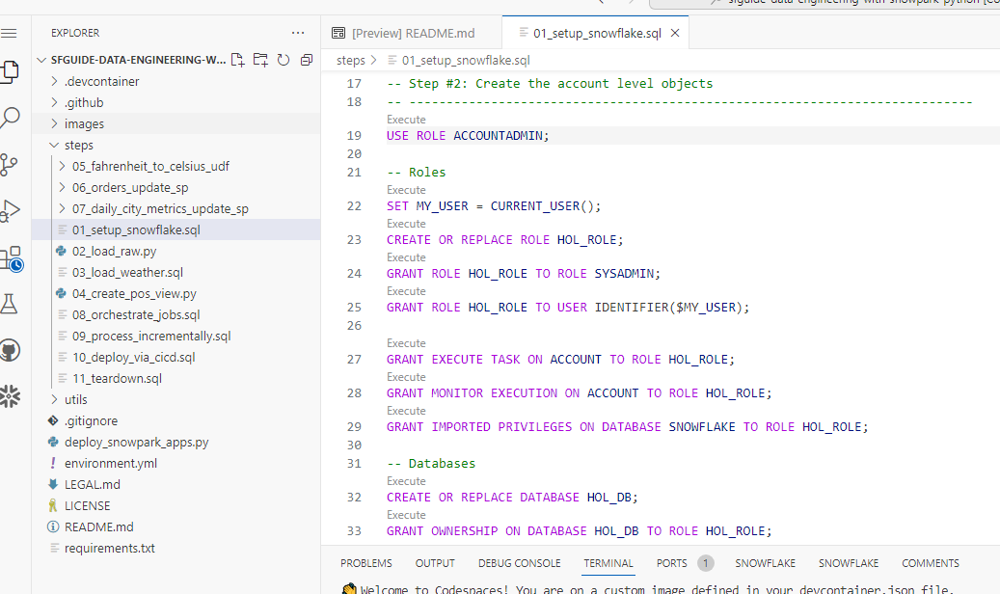 sfguide-data-engineering-with-snowpark-python [Co
EXPLORER
...
SFGUIDE-DATA-ENGINEERING-W...
.devcontainer
.github
images
steps
05_fahrenheit_to_celsius_udf
06_orders_update_sp
07_daily_city_metrics_update_sp
01_setup_snowflake.sql
02_load_raw.py
03_load_weather.sql
04_create_pos_view.py
08_orchestrate_jobs.sql
09_process_incrementally.sql
10_deploy_via_cicd.sql
11_teardown.sql
utils
.gitignore
deploy_snowpark_apps.py
environment.yml
LEGAL.md
LICENSE
README.md
requirements.txt
[Preview] README.md
01_setup_snowflake.sql
steps > 01_setup_snowflake.sql
17 -- Step #2: Create the account level objects
18 -- ----------------------------------------------------------------------------
Execute
19 USE ROLE ACCOUNTADMIN;
20
21 -- Roles
Execute
22 SET MY_USER = CURRENT_USER();
Execute
23 CREATE OR REPLACE ROLE HOL_ROLE;
Execute
24 GRANT ROLE HOL_ROLE TO ROLE SYSADMIN;
Execute
25 GRANT ROLE HOL_ROLE TO USER IDENTIFIER($MY_USER);
26
Execute
27 GRANT EXECUTE TASK ON ACCOUNT TO ROLE HOL_ROLE;
Execute
28 GRANT MONITOR EXECUTION ON ACCOUNT TO ROLE HOL_ROLE;
Execute
29 GRANT IMPORTED PRIVILEGES ON DATABASE SNOWFLAKE TO ROLE HOL_ROLE;
30
31 -- Databases
Execute
32 CREATE OR REPLACE DATABASE HOL_DB;
Execute
33 GRANT OWNERSHIP ON DATABASE HOL_DB TO ROLE HOL_ROLE;
PROBLEMS OUTPUT DEBUG CONSOLE TERMINAL PORTS 1 SNOWFLAKE SNOWFLAKE COMMENTS
👋 Welcome to Codespaces! You are on a custom image defined in your devcontainer.json file.